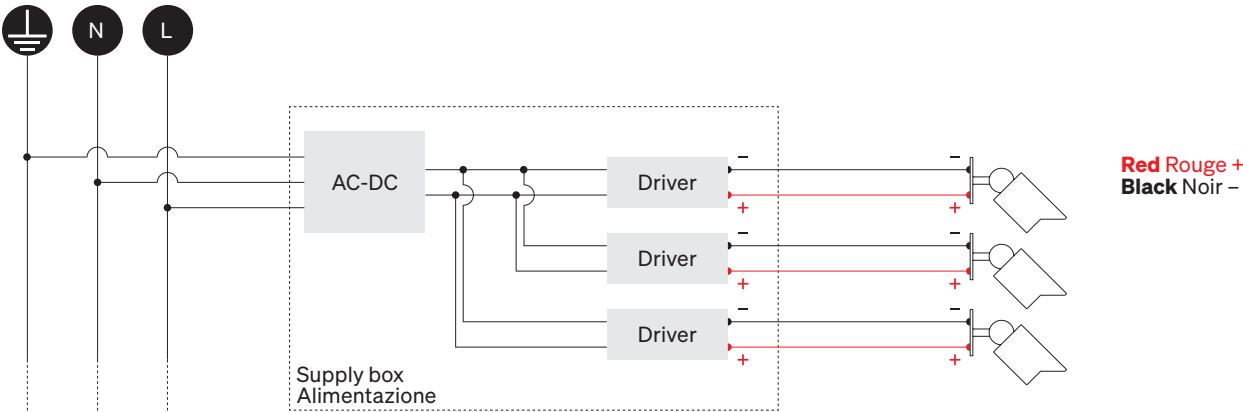 N
L
AC-DC
Driver
−
+
−
+
Driver
−
+
−
+
Driver
−
+
−
+
Supply box
Alimentazione
Red Rouge +
Black Noir −